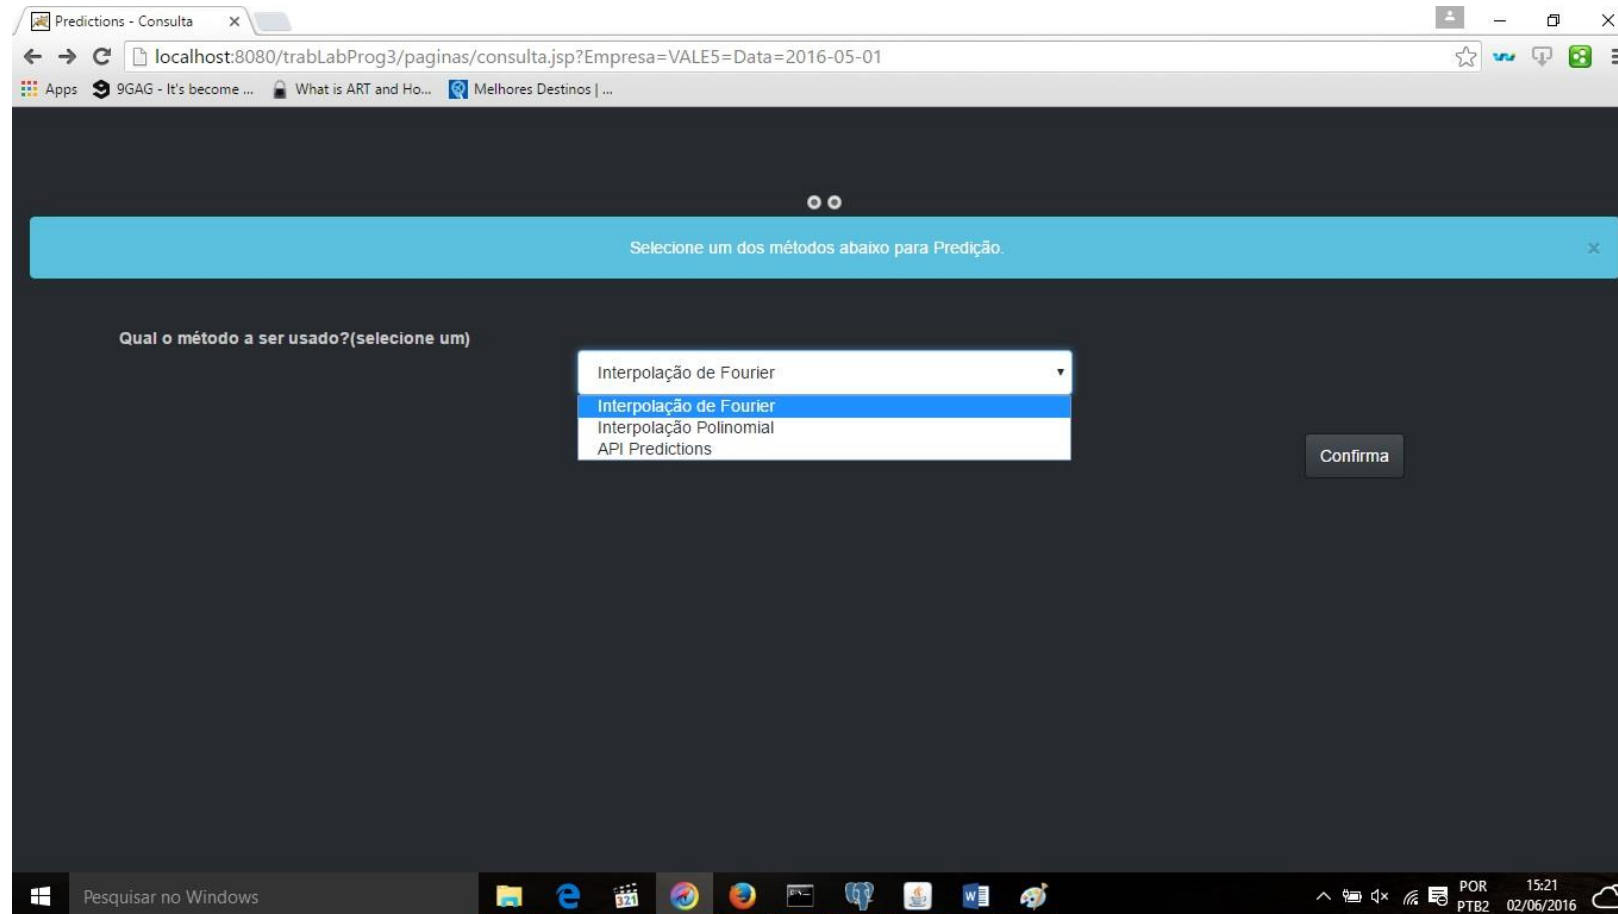 Predictions - Consulta
localhost:8080/trabLabProg3/paginas/consulta.jsp?Empresa=VALE5=Data=2016-05-01
Apps 9GAG - It's become ... What is ART and Ho... Melhores Destinos | ...
Selecione um dos métodos abaixo para Predição. ×
Qual o método a ser usado?(selecione um)
Interpolação de Fourier
Interpolação de Fourier
Interpolação Polinomial
API Predictions
Confirma
Pesquisar no Windows
321
POR 15:21
PTB2 02/06/2016